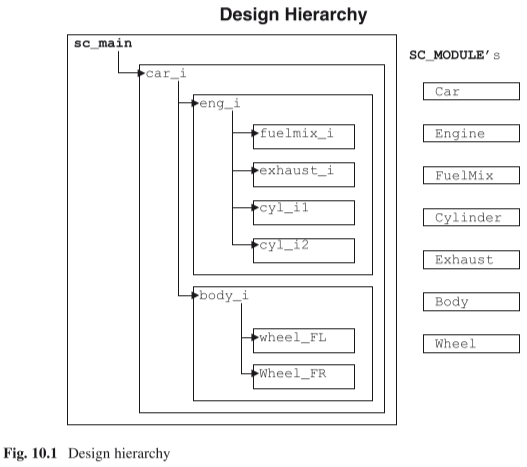 Design Hierarchy
sc_main
car_i
eng_i
fuelmix_i
exhaust_i
cyl_i1
cyl_i2
body_i
wheel_FL
Wheel_FR
SC_MODULE's
Car
Engine
FuelMix
Cylinder
Exhaust
Body
Wheel
Fig. 10.1 Design hierarchy